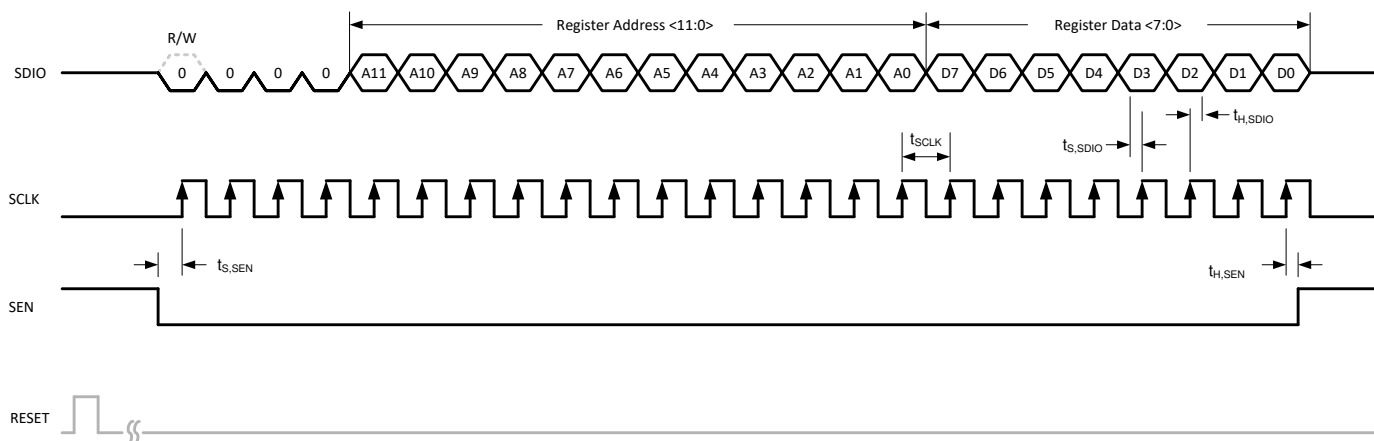 Register Address <11:0> Register Data <7:0>
R/W
SDIO 0 0 0 0 A11 A10 A9 A8 A7 A6 A5 A4 A3 A2 A1 A0 D7 D6 D5 D4 D3 D2 D1 D0
tH,SDIO
tSCLK
tS,SDIO
SCLK
tS,SEN tH,SEN
SEN
RESET